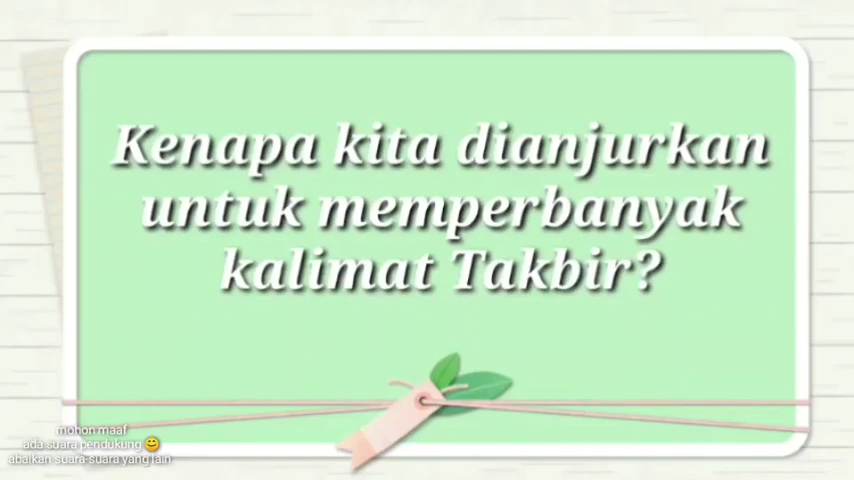 Kenapa kita dianjurkan
untuk memperbanyak
kalimat Takbir?
mohon maaf
ada suara pendukung 😊
abaikan suara-suara yang lain